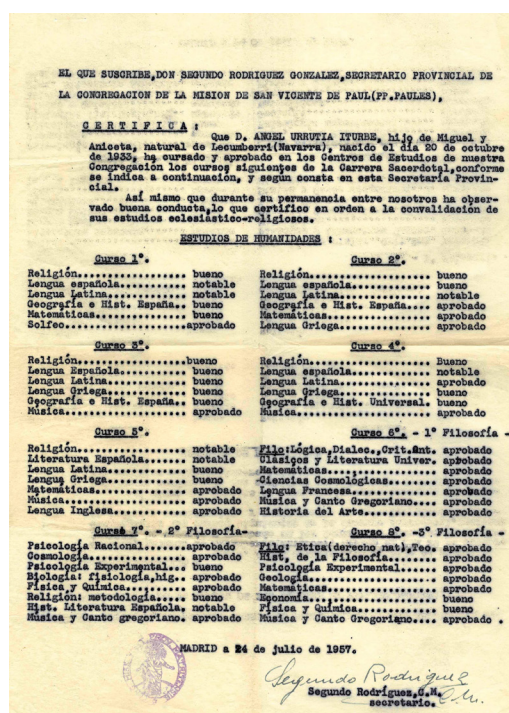 EL QUE SUSCRIBE,DON SEGUNDO RODRIGUEZ GONZALEZ,SECRETARIO PROVINCIAL DE
LA CONGREGACION DE LA MISION DE SAN VICENTE DE PAUL(PP.PAULES),
CERTIFICA:
Que D. ANGEL URRUTIA ITURBE, hijo de Miguel y
Aniceta, natural de Lecumberri(Navarra), nacido el día 20 de octubre
de 1933, ha cursado y aprobado en los Centros de Estudios de nuestra
Congregación los cursos siguientes de la Carrera Sacerdotal,conforme
se indica a continuación, y según consta en esta Secretaría Provin-
cial.
Así mismo que durante su permanencia entre nosotros ha obser-
vado buena conducta,lo que certifico en orden a la convalidación de
sus estudios eclesiástico-religiosos.
ESTUDIOS DE HUMANIDADES :
Curso 1º.
Religión............... bueno
Lengua española........ notable
Lengua Latina.......... notable
Geografía e Hist. España.. bueno
Matemáticas............ bueno
Solfeo.................aprobado
Curso 2º.
Religión............... bueno
Lengua española........ bueno
Lengua Latina.......... notable
Geografía e Hist. España.... aprobado
Matemáticas............ aprobado
Lengua Griega.......... aprobado
Curso 3º.
Religión...............bueno
Lengua Española........ bueno
Lengua Latina.......... bueno
Lengua Griega.......... bueno
Geografía e Hist. España.. bueno
Música................. aprobado
Curso 4º.
Religión............... Bueno
Lengua española........ notable
Lengua Latina.......... aprobado
Lengua Griega.......... bueno
Geografía e Hist. Universal. bueno
Música................. aprobado
Curso 5º.
Religión............... notable
Literatura Española.... notable
Lengua Latina.......... bueno
Lengua Griega.......... bueno
Matemáticas............ aprobado
Música................. aprobado
Lengua Inglesa......... aprobado
Curso 6º. - 1º Filosofía -
Filo:Lógica,Dialec.,Crit.Ont. aprobado
Clásicos y Literatura Univer. aprobado
Matemáticas............ aprobado
Ciencias Cosmológicas.. aprobado
Lengua Francesa........ aprobado
Música y Canto Gregoriano.... aprobado
Historia del Arte...... aprobado
Curso 7º. - 2º Filosofía-
Psicología Racional....aprobado
Cosmología.............aprobado
Psicología Experimental... bueno
Biología: fisiología,hig.. aprobado
Física y Química....... aprobado
Religión: metodología.. bueno
Hist. Literatura Española. notable
Música y Canto gregoriano. aprobado
Curso 8º. -3º Filosofía -
Filo: Etica(derecho nat),Teo. aprobado
Hist. de la Filosofía.. aprobado
Psicología Experimental.... aprobado
Geología............... aprobado
Matemáticas............ aprobado
Economía............... bueno
Física y Química....... bueno
Música y Canto Gregoriano.... aprobado .
MADRID a 24 de julio de 1957.
Segundo Rodriguez
C.M.
Segundo Rodríguez,C.M.
secretario.